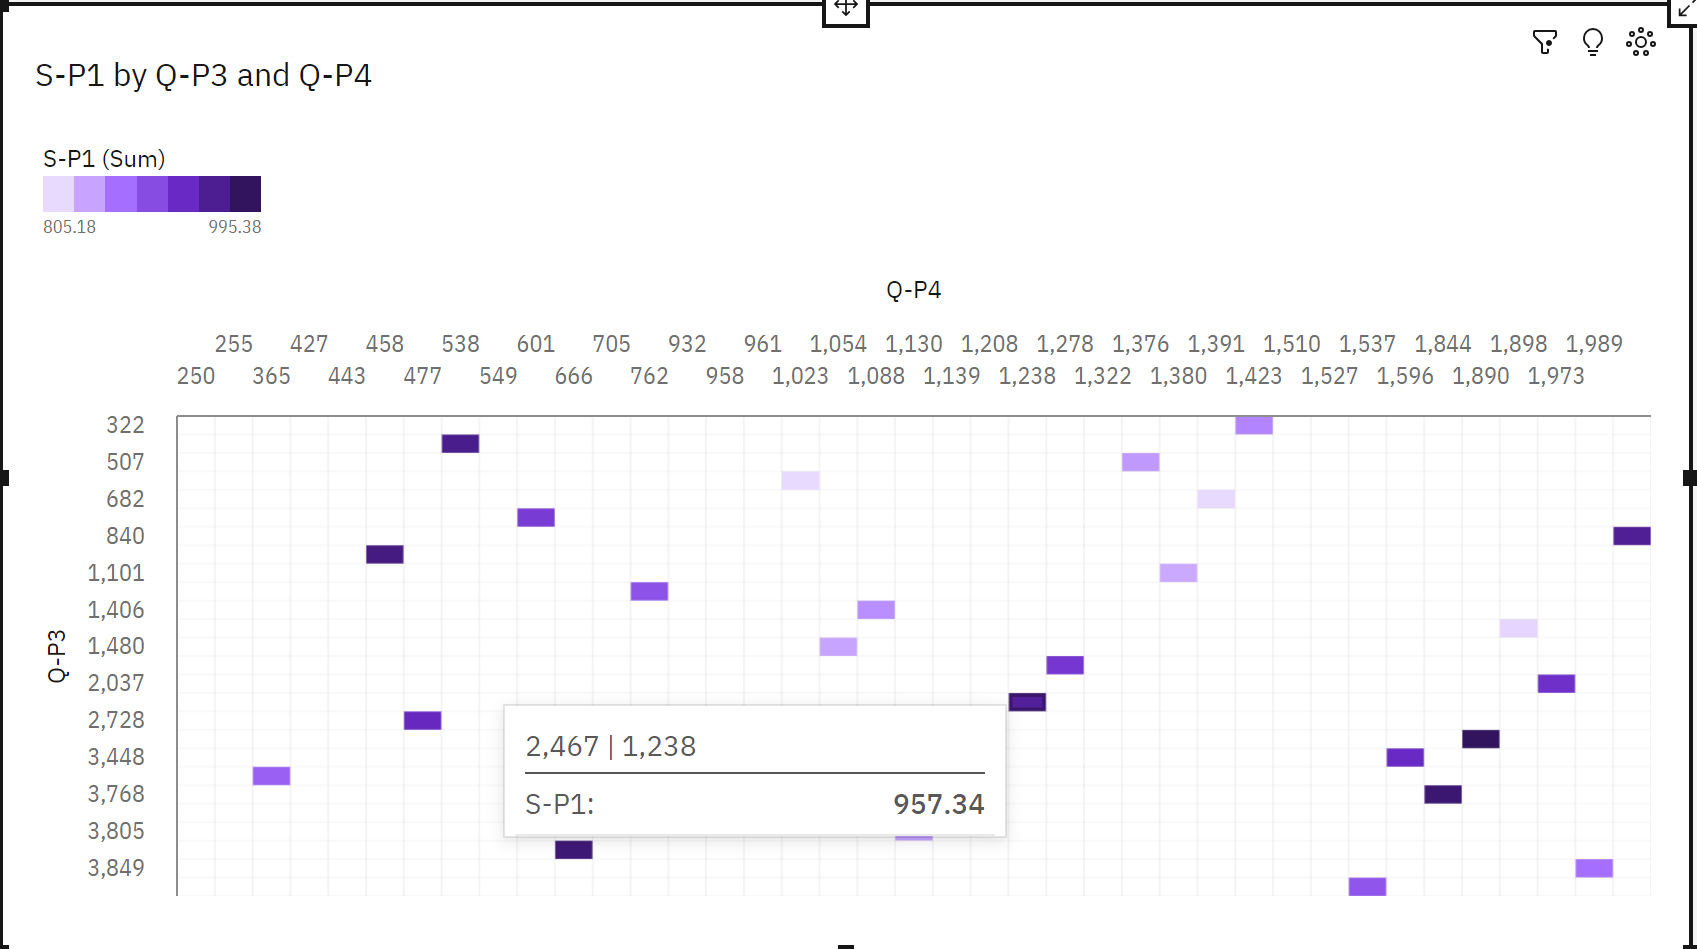 S-P1 by Q-P3 and Q-P4
S-P1 (Sum)
805.18 995.38
Q-P4
255 427 458 538 601 705 932 961 1,054 1,130 1,208 1,278 1,376 1,391 1,510 1,537 1,844 1,898 1,989
250 365 443 477 549 666 762 958 1,023 1,088 1,139 1,238 1,322 1,380 1,423 1,527 1,596 1,890 1,973
Q-P3
322
507
682
840
1,101
1,406
1,480
2,037
2,728
3,448
3,768
3,805
3,849
2,467 | 1,238
S-P1: 957.34